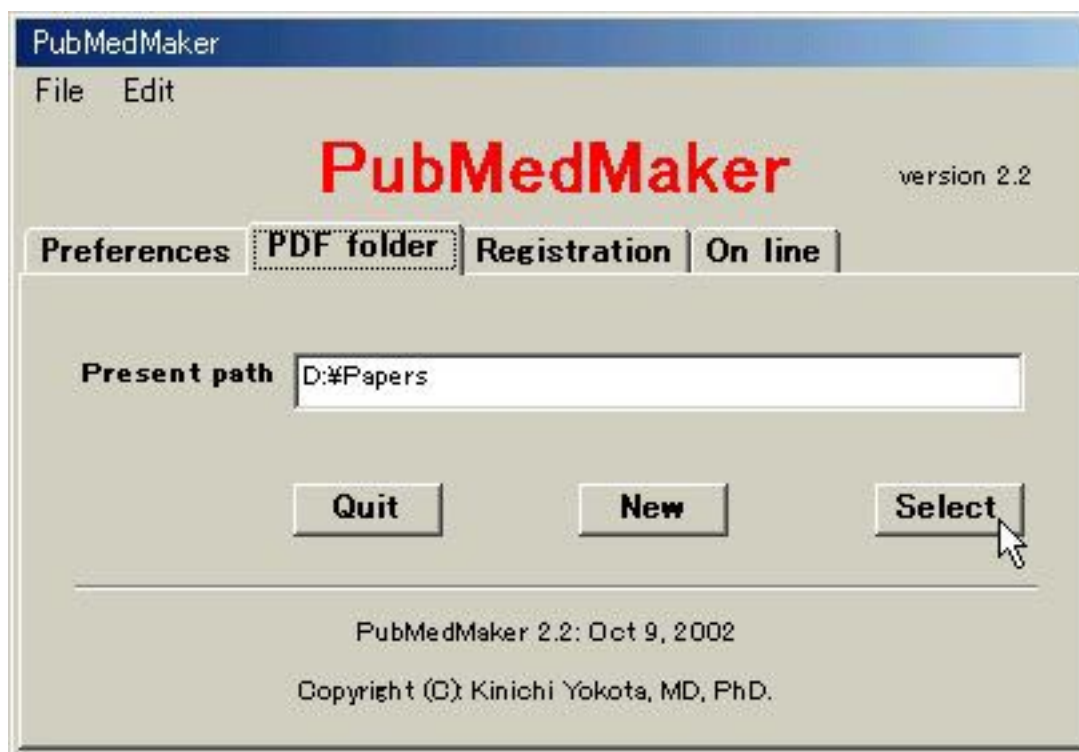 PubMedMaker
File Edit
PubMedMaker version 2.2
Preferences PDF folder Registration On line
Present path D:¥Papers
Quit New Select
PubMedMaker 2.2: Oct 9, 2002
Copyright (C): Kinichi Yokota, MD, PhD.